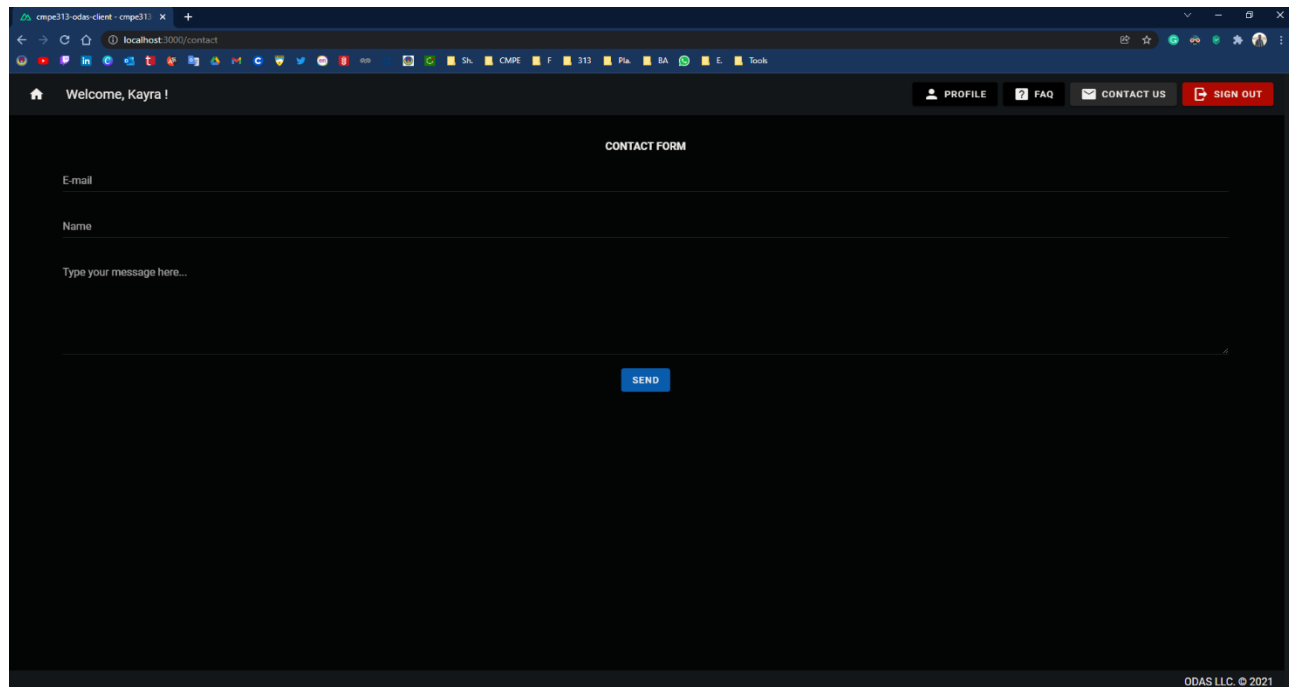 cmpe313-odas-client - cmpe313
localhost:3000/contact
Sh. CMPE F 313 Pla. BA E. Tools
Welcome, Kayra !
PROFILE FAQ CONTACT US SIGN OUT
CONTACT FORM
E-mail
Name
Type your message here...
SEND
ODAS LLC. © 2021